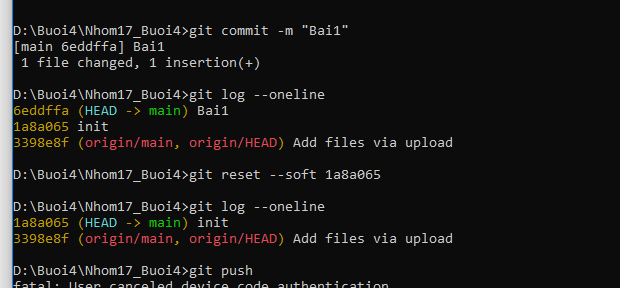 D:\Buoi4\Nhom17_Buoi4>git commit -m "Bai1"
[main 6eddffa] Bai1
 1 file changed, 1 insertion(+)
D:\Buoi4\Nhom17_Buoi4>git log --oneline
6eddffa (HEAD -> main) Bai1
1a8a065 init
3398e8f (origin/main, origin/HEAD) Add files via upload
D:\Buoi4\Nhom17_Buoi4>git reset --soft 1a8a065
D:\Buoi4\Nhom17_Buoi4>git log --oneline
1a8a065 (HEAD -> main) init
3398e8f (origin/main, origin/HEAD) Add files via upload
D:\Buoi4\Nhom17_Buoi4>git push
fatal: User canceled device code authentication